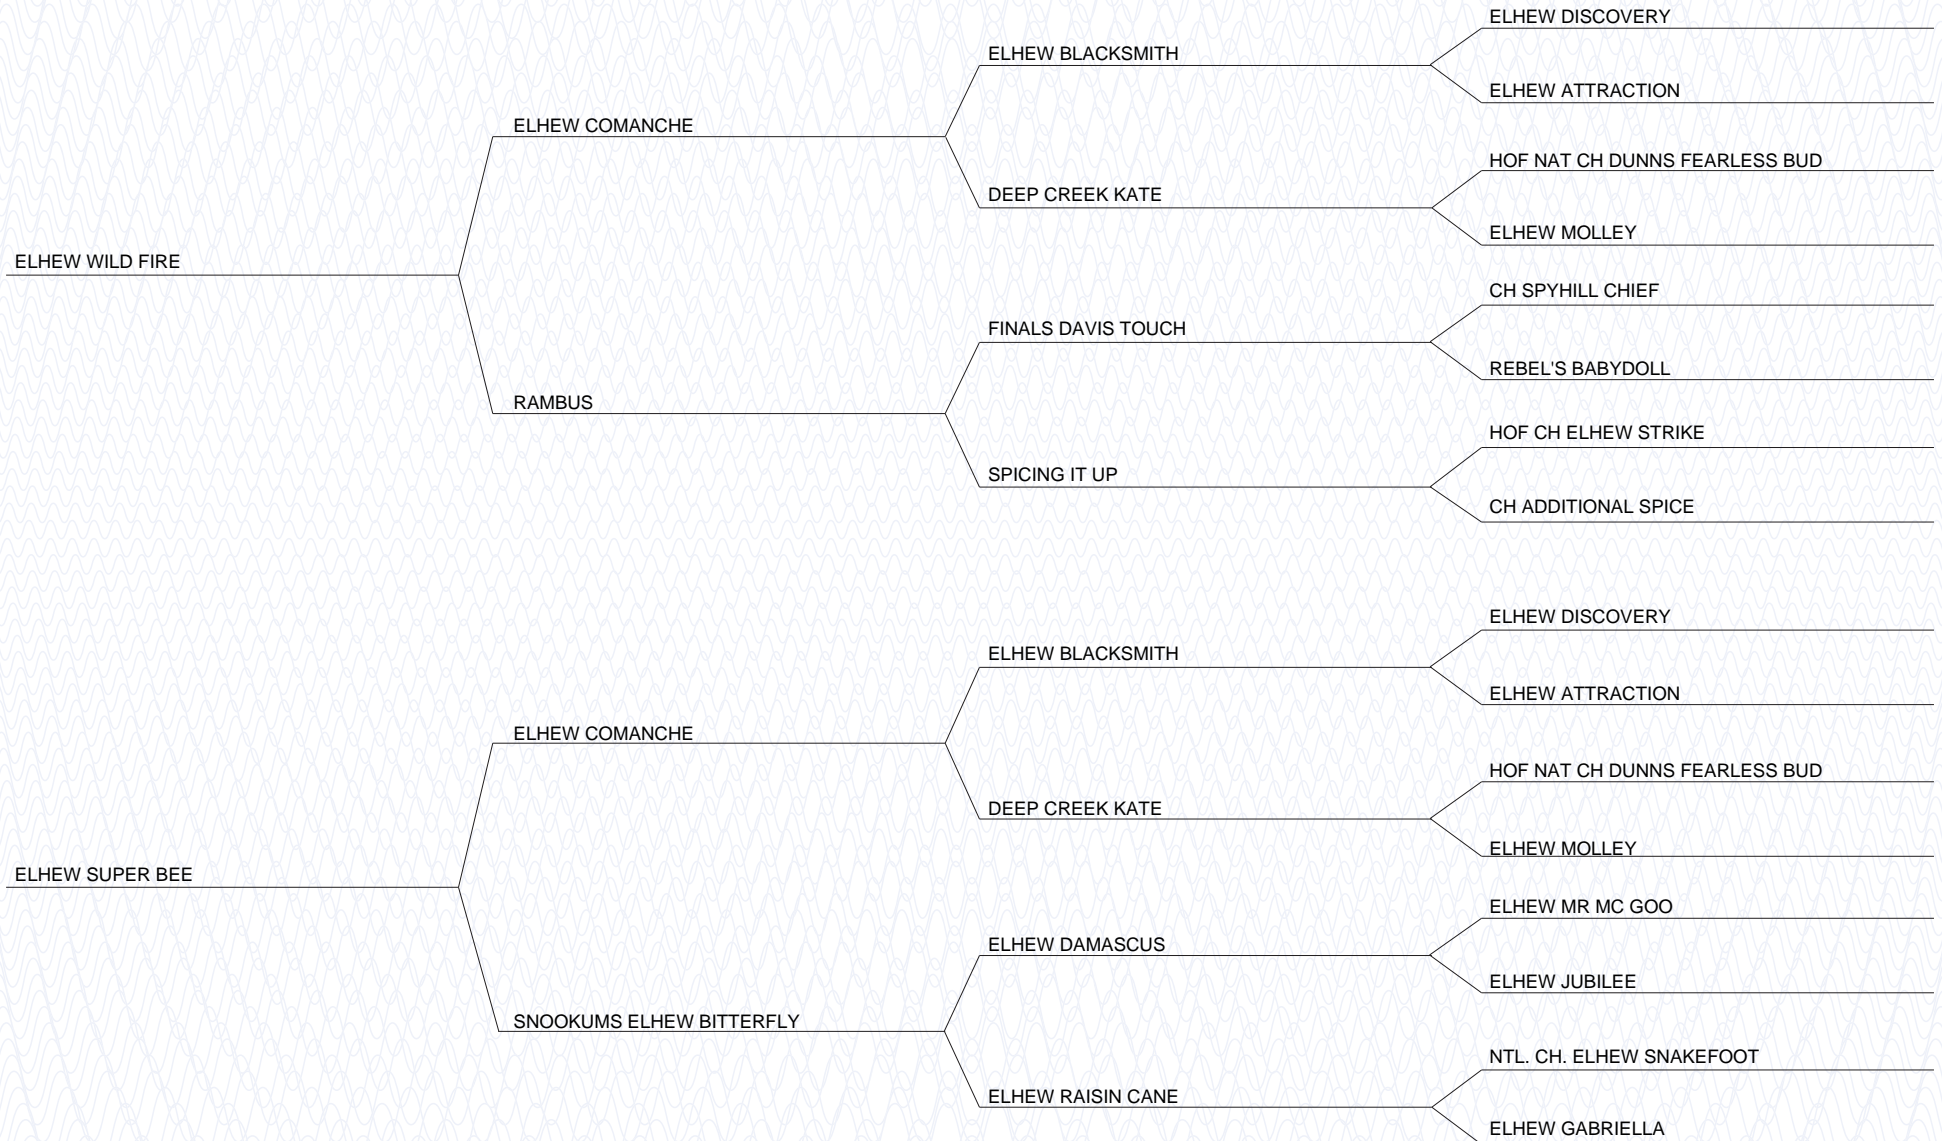 ELHEW DISCOVERY
ELHEW BLACKSMITH
ELHEW ATTRACTION
ELHEW COMANCHE
HOF NAT CH DUNNS FEARLESS BUD
DEEP CREEK KATE
ELHEW MOLLEY
ELHEW WILD FIRE
CH SPYHILL CHIEF
FINALS DAVIS TOUCH
REBEL'S BABYDOLL
RAMBUS
HOF CH ELHEW STRIKE
SPICING IT UP
CH ADDITIONAL SPICE
ELHEW DISCOVERY
ELHEW BLACKSMITH
ELHEW ATTRACTION
ELHEW COMANCHE
HOF NAT CH DUNNS FEARLESS BUD
DEEP CREEK KATE
ELHEW MOLLEY
ELHEW SUPER BEE
ELHEW MR MC GOO
ELHEW DAMASCUS
ELHEW JUBILEE
SNOOKUMS ELHEW BITTERFLY
NTL. CH. ELHEW SNAKEFOOT
ELHEW RAISIN CANE
ELHEW GABRIELLA